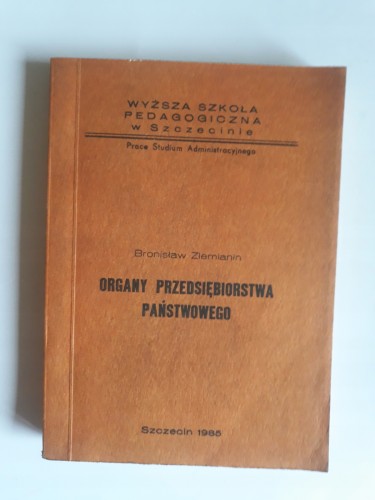 WYŻSZA SZKOŁA
PEDAGOGICZNA
w Szczecinie
Prace Studium Administracyjnego
Bronisław Ziemianin
ORGANY PRZEDSIĘBIORSTWA
PAŃSTWOWEGO
Szczecin 1985